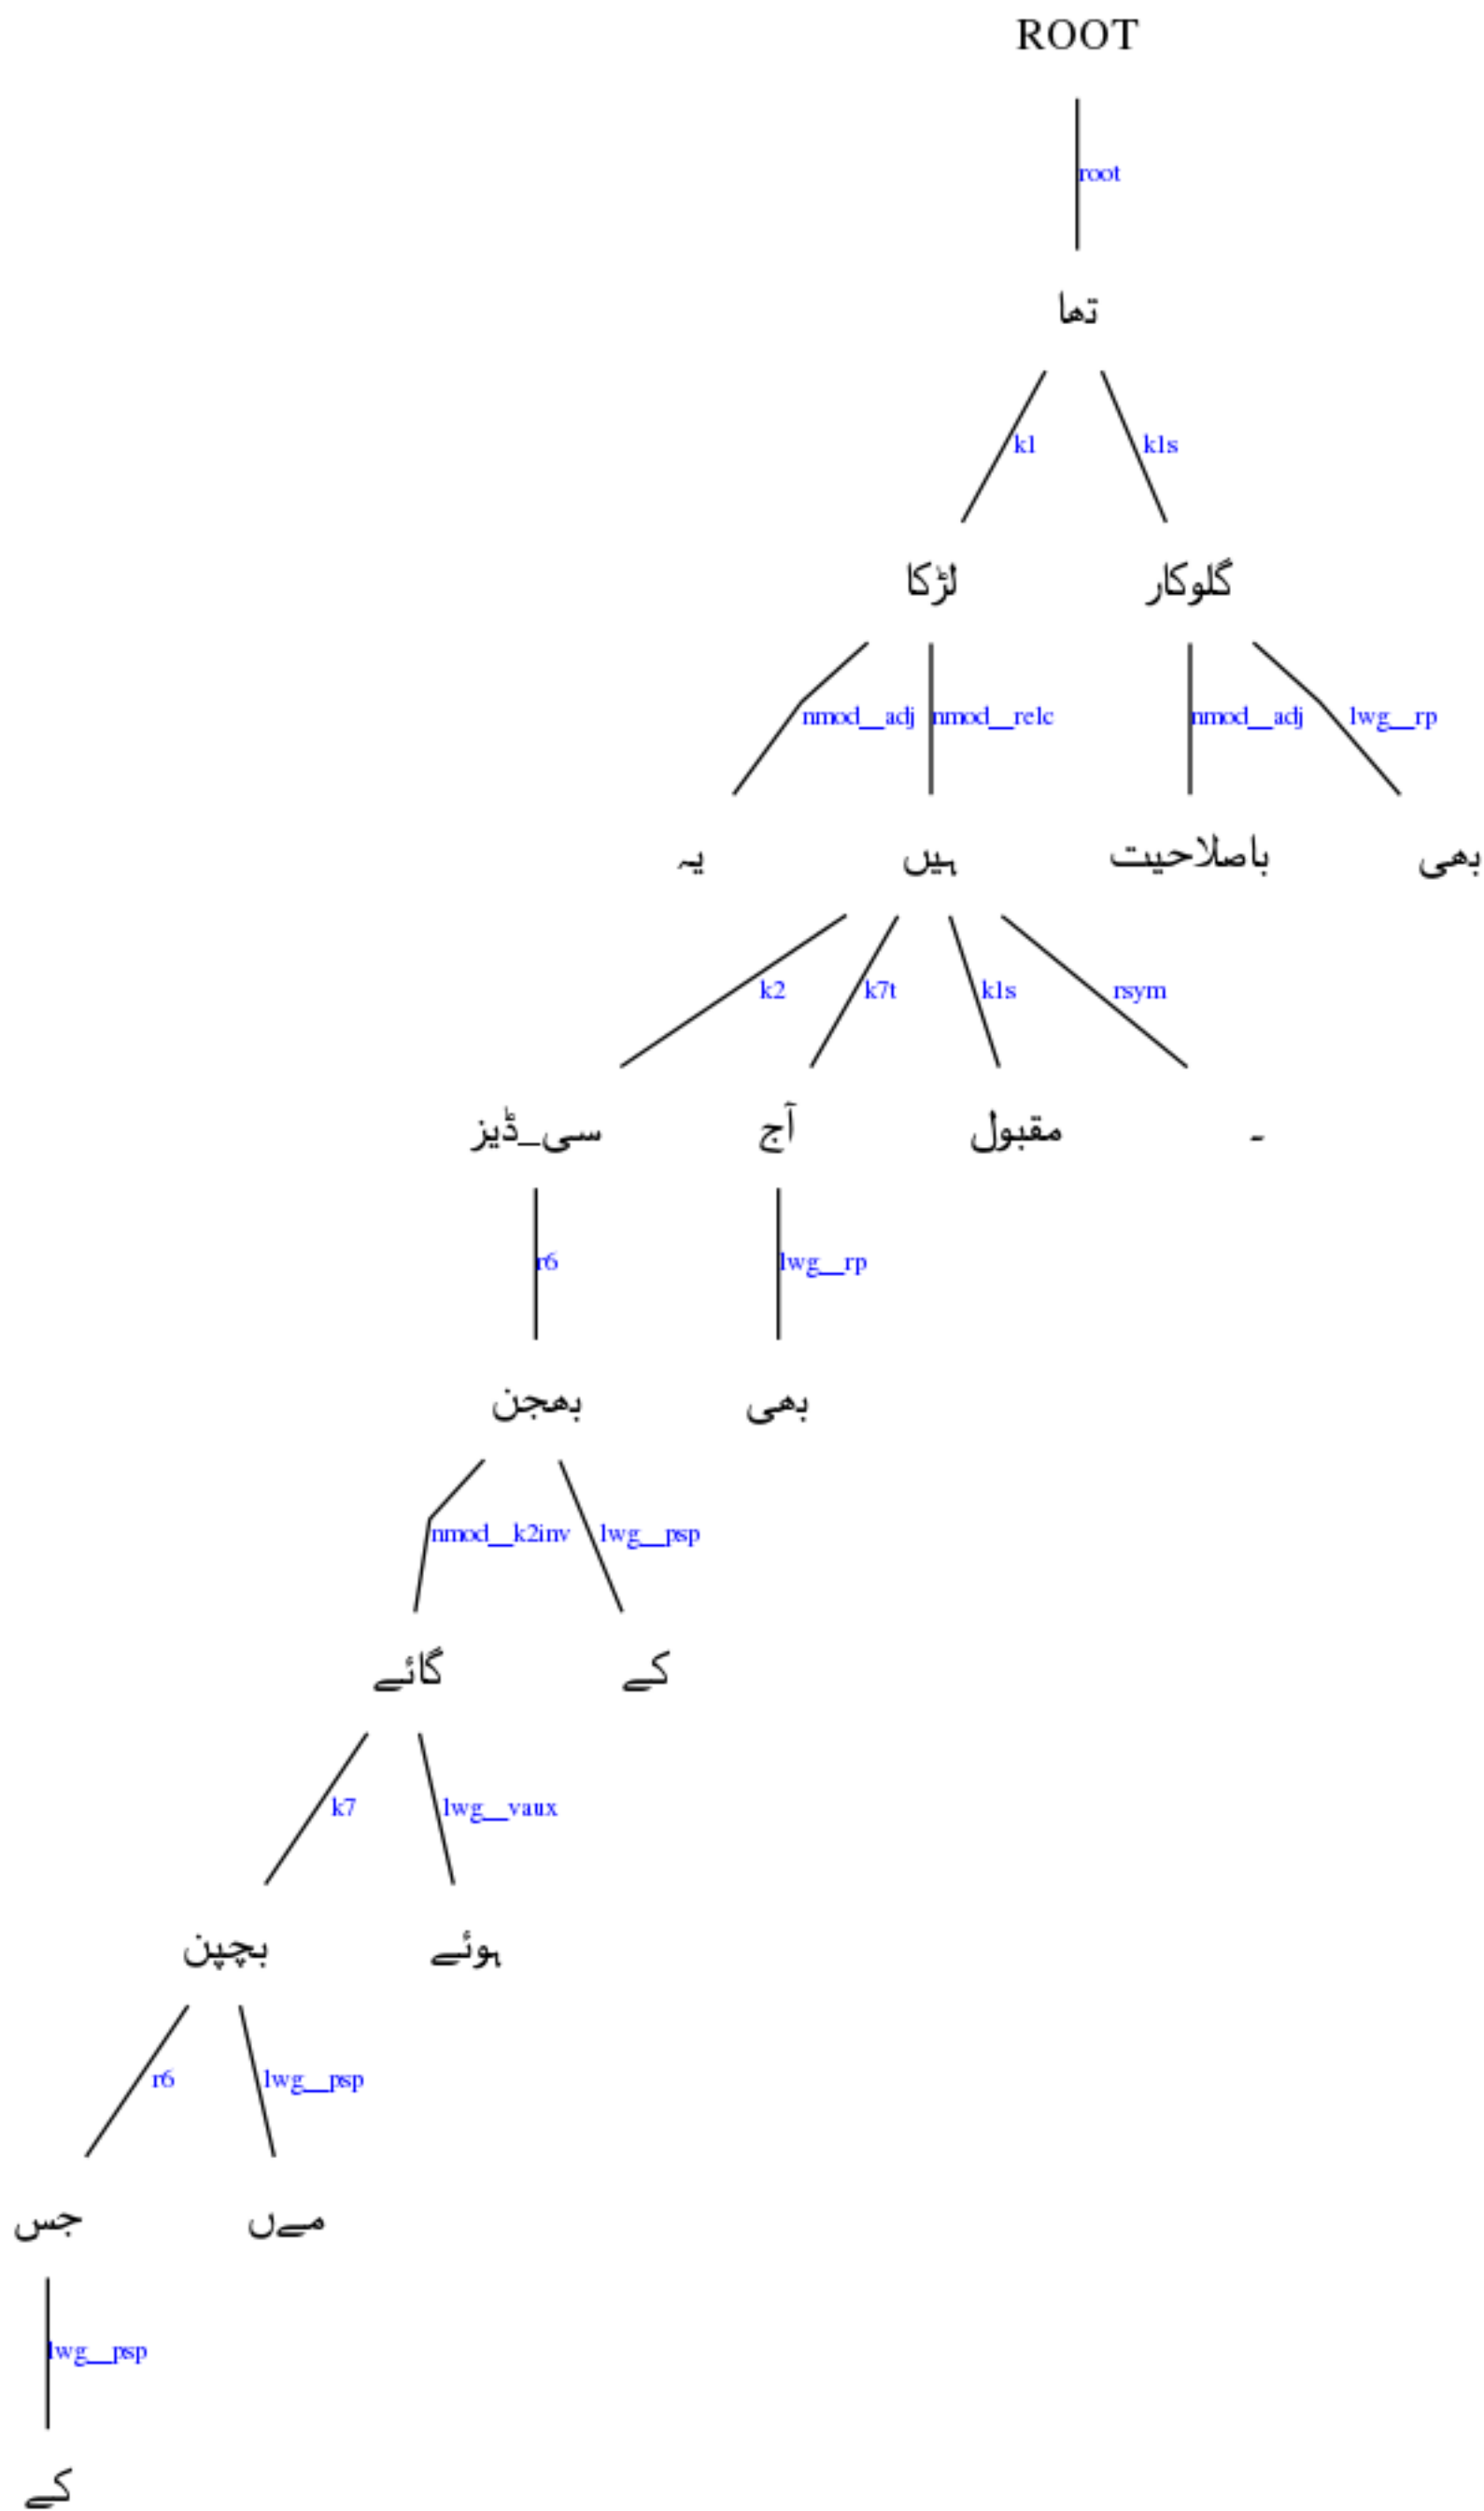 ROOT
root
تھا
k1 k1s
لڑکا گلوکار
nmod__adj nmod__relc nmod__adj lwg__rp
یہ ہیں باصلاحیت بھی
k2 k7t k1s rsym
سی_ڈیز آج مقبول ۔
r6 lwg__rp
بھجن بھی
nmod__k2inv lwg__psp
گائے کے
k7 lwg__vaux
بچپن ہوئے
r6 lwg__psp
جس مےں
lwg__psp
کے